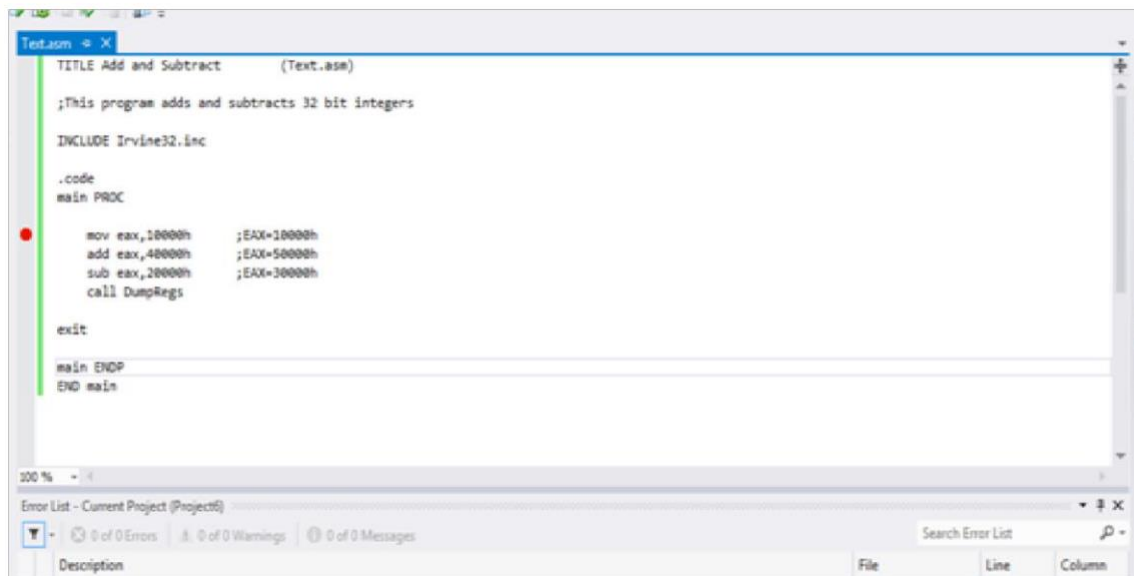 Text.asm
TITLE Add and Subtract (Text.asm)
;This program adds and subtracts 32 bit integers
INCLUDE Irvine32.inc
.code
main PROC
mov eax,10000h ;EAX=10000h
add eax,40000h ;EAX=50000h
sub eax,20000h ;EAX=30000h
call DumpRegs
exit
main ENDP
END main
100 %
Error List - Current Project (Project6)
0 of 0 Errors 0 of 0 Warnings 0 of 0 Messages Search Error List
Description File Line Column